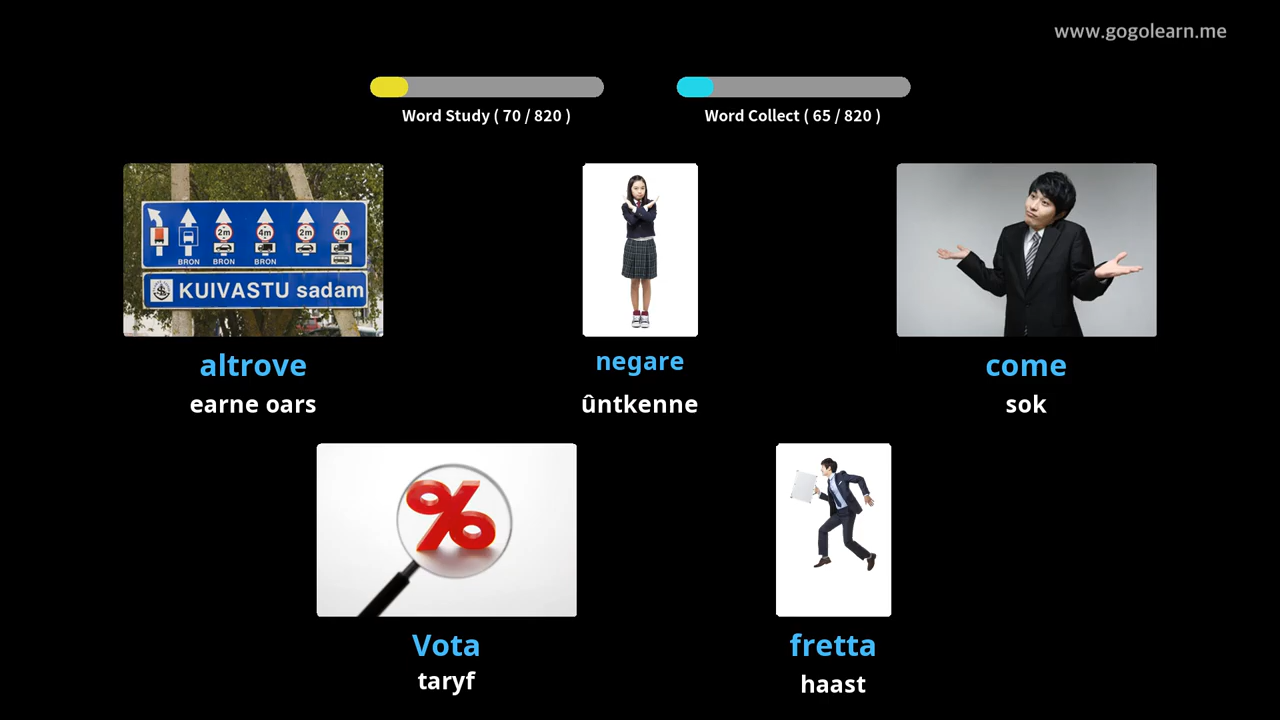 www.gogolearn.me
Word Study ( 70 / 820 )
Word Collect ( 65 / 820 )
2m
4m
2m
4m
BRON
BRON
BRON
KUIVASTU sadam
altrove
negare
come
earne oars
ûntkenne
sok
%
Vota
fretta
taryf
haast